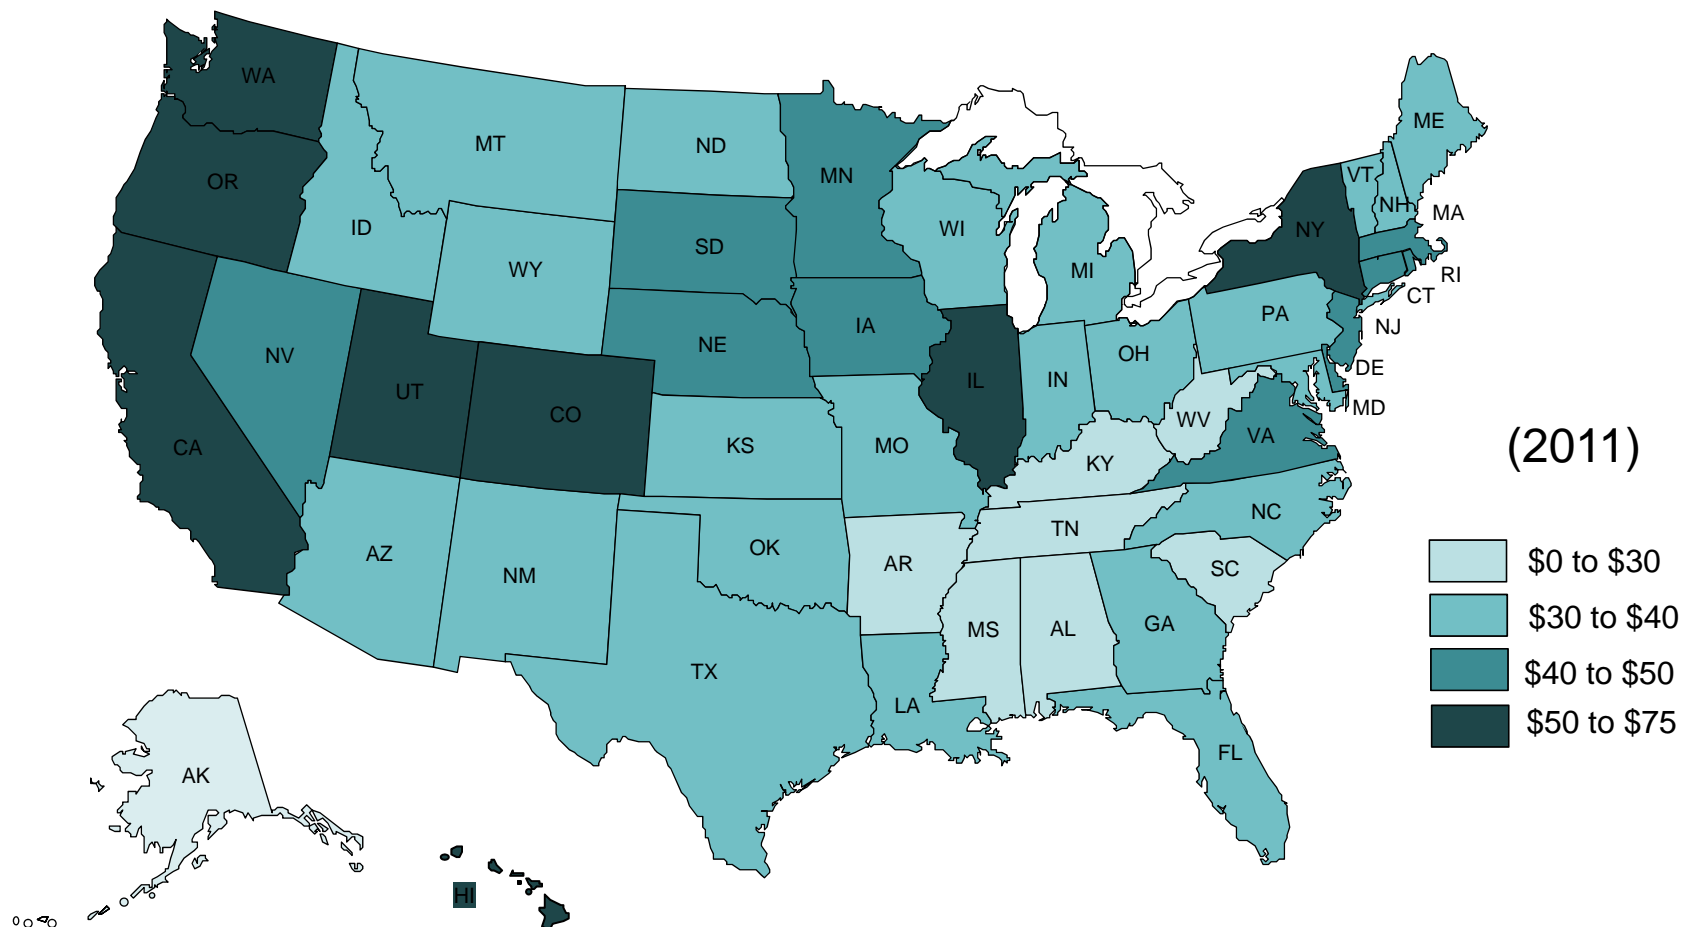 WA
MT
ND
MN
ME
OR
ID
SD
WI
VT
NH
MA
NY
WY
MI
RI
CT
NV
NE
IA
PA
NJ
UT
CO
IL
IN
OH
DE
MD
CA
KS
MO
WV
VA
KY
(2011)
AZ
NM
OK
AR
TN
NC
SC
$0 to $30
MS
AL
GA
$30 to $40
TX
LA
$40 to $50
FL
$50 to $75
AK
HI